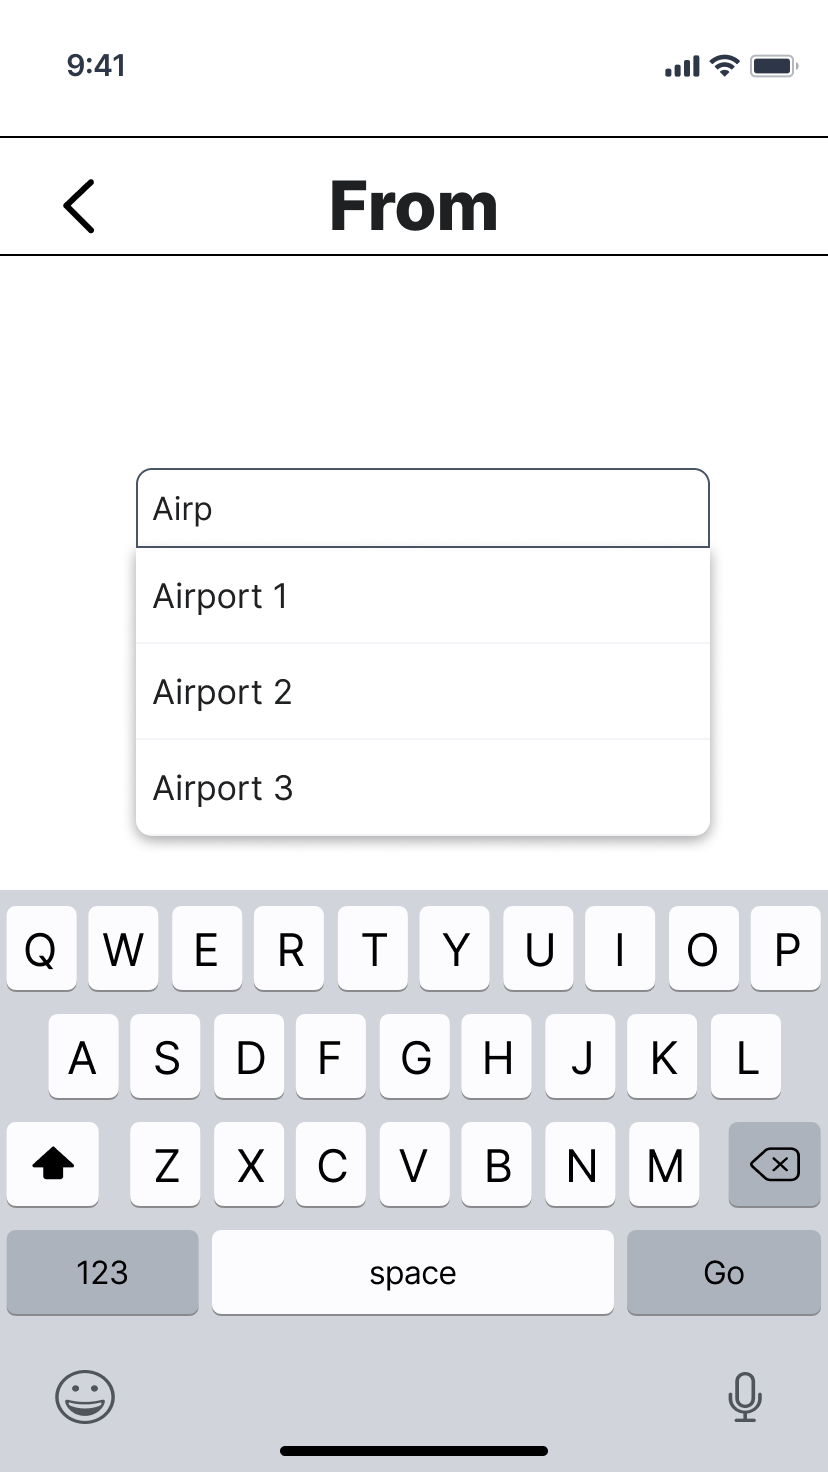 9:41
From
Airp
Airport 1
Airport 2
Airport 3
Q W E R T Y U I O P
A S D F G H J K L
Z X C V B N M
123 space Go